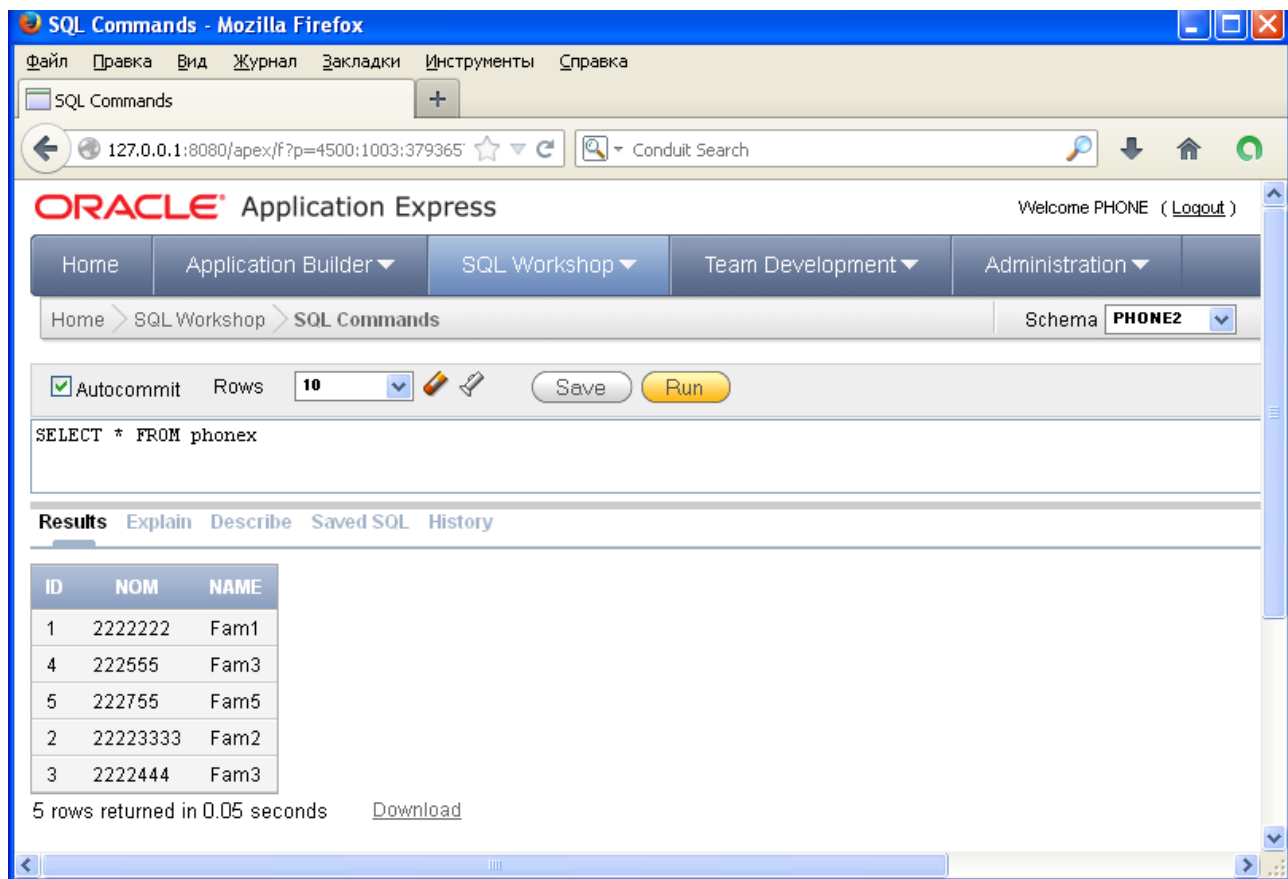 SQL Commands - Mozilla Firefox
Файл Правка Вид Журнал Закладки Инструменты Справка
SQL Commands +
127.0.0.1:8080/apex/f?p=4500:1003:379365 Conduit Search
ORACLE Application Express Welcome PHONE ( Logout )
Home Application Builder SQL Workshop Team Development Administration
Home SQL Workshop SQL Commands Schema PHONE2
Autocommit Rows 10 Save Run
SELECT * FROM phonex
Results Explain Describe Saved SQL History
ID NOM NAME
1 2222222 Fam1
4 222555 Fam3
5 222755 Fam5
2 22223333 Fam2
3 2222444 Fam3
5 rows returned in 0.05 seconds Download